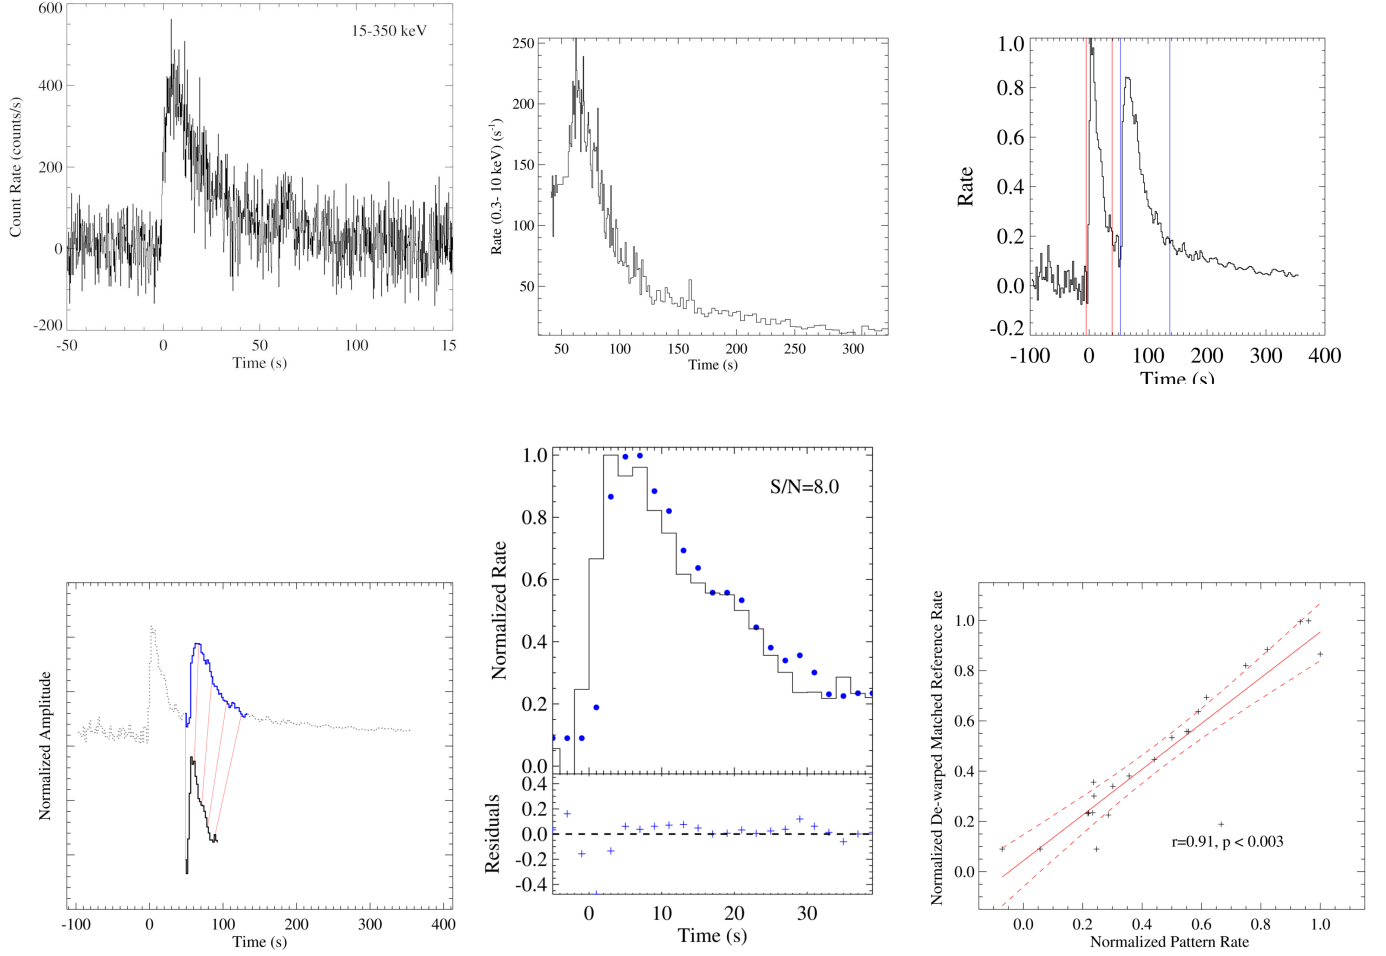 600
400
200
0
-200
Count Rate (counts/s)
15-350 keV
-50 0 50 100 15
Time (s)
250
200
150
100
50
Rate (0.3- 10 keV) (s⁻¹)
50 100 150 200 250 300
Time (s)
1.0
0.8
0.6
0.4
0.2
0.0
-0.2
Rate
-100 0 100 200 300 400
Time (s)
Normalized Amplitude
-100 0 100 200 300 400
Time (s)
1.0
0.8
0.6
0.4
0.2
0.0
Normalized Rate
S/N=8.0
0.4
0.2
0.0
-0.2
-0.4
Residuals
0 10 20 30
Time (s)
1.0
0.8
0.6
0.4
0.2
0.0
Normalized De-warped Matched Reference Rate
r=0.91, p < 0.003
0.0 0.2 0.4 0.6 0.8 1.0
Normalized Pattern Rate